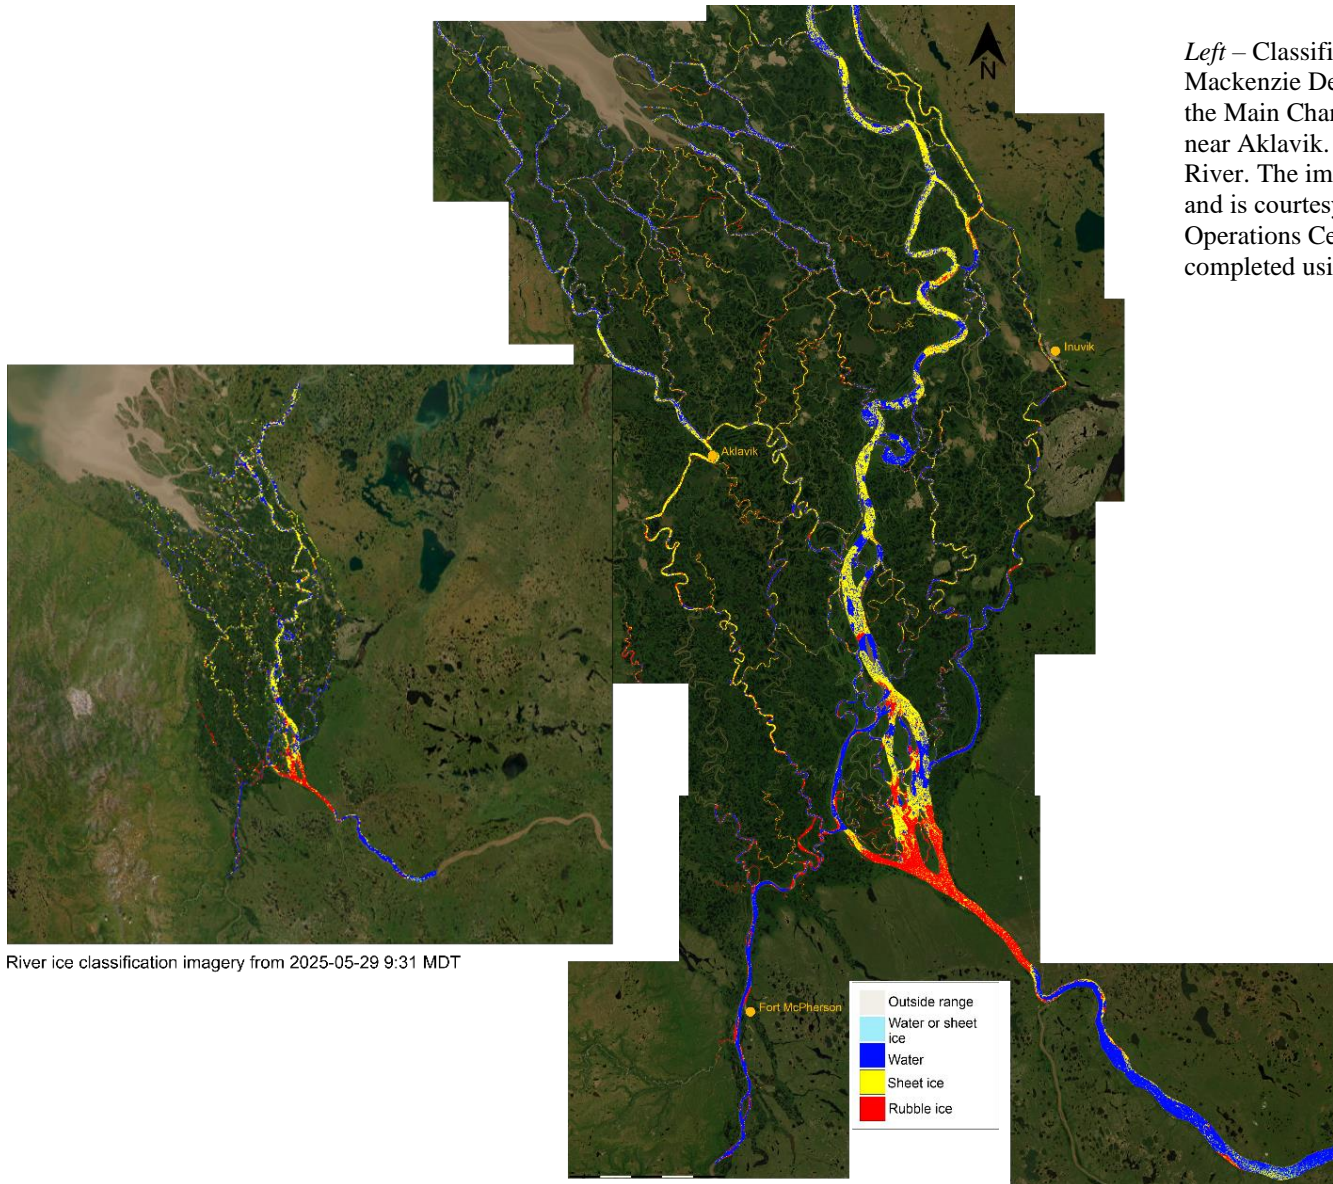 Left – Classifi
Mackenzie De
the Main Char
near Aklavik.
River. The im
and is courtesy
Operations Ce
completed usi
N
Inuvik
Aklavik
River ice classification imagery from 2025-05-29 9:31 MDT
Fort McPherson
Outside range
Water or sheet
ice
Water
Sheet ice
Rubble ice